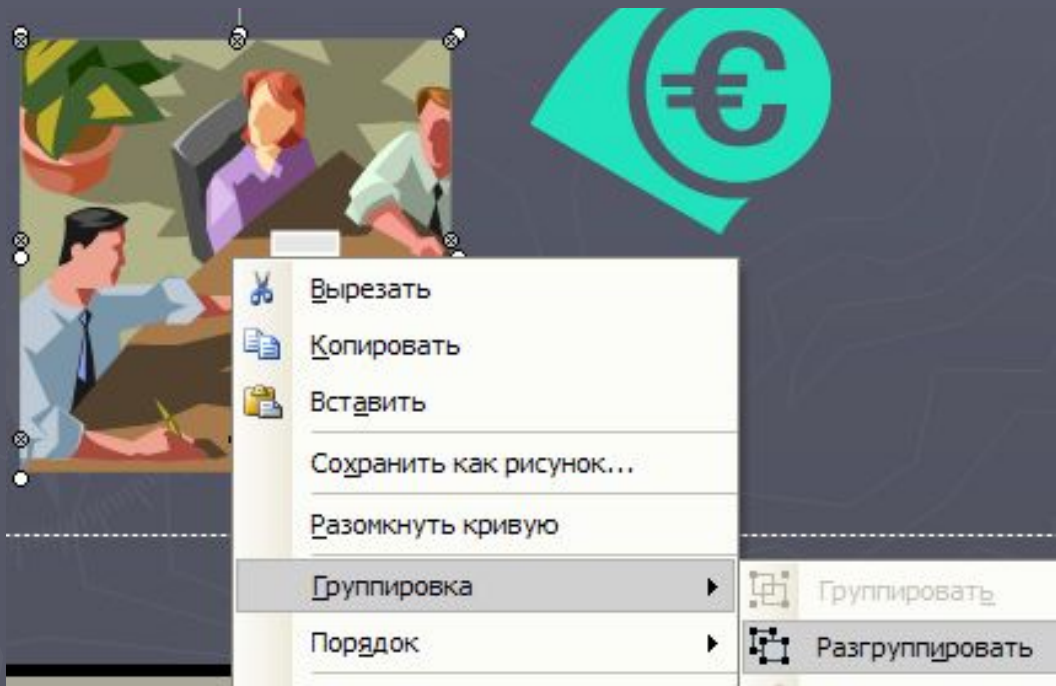 €
Вырезать
Копировать
Вставить
Сохранить как рисунок...
Разомкнуть кривую
Группировка
Группировать
Порядок
Разгруппировать